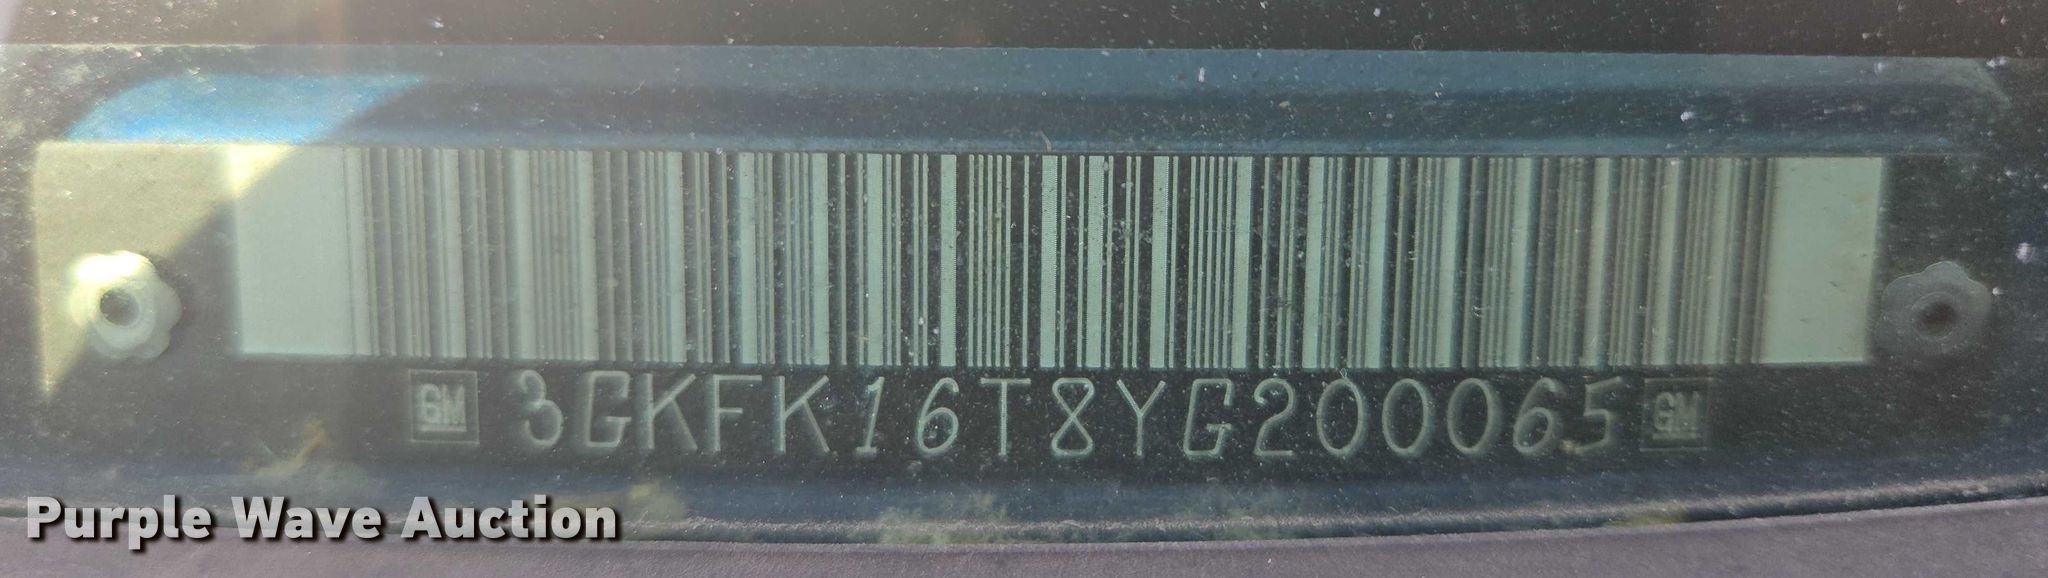 GM 3GKFK16T8YG200065 GM
Purple Wave Auction